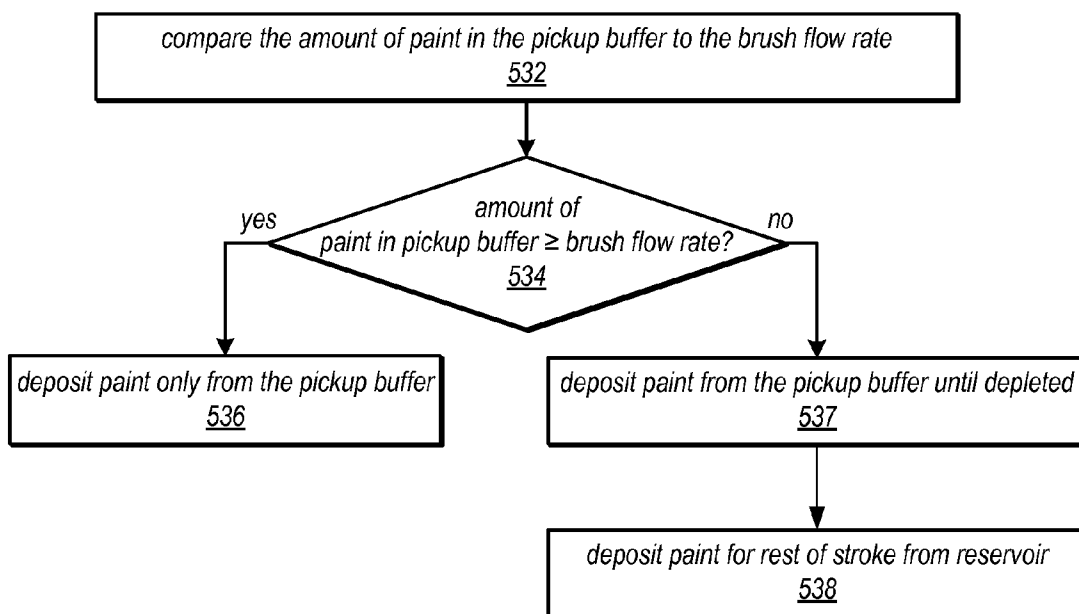 compare the amount of paint in the pickup buffer to the brush flow rate
532
yes
amount of
no
paint in pickup buffer ≥ brush flow rate?
534
deposit paint only from the pickup buffer
536
deposit paint from the pickup buffer until depleted
537
deposit paint for rest of stroke from reservoir
538